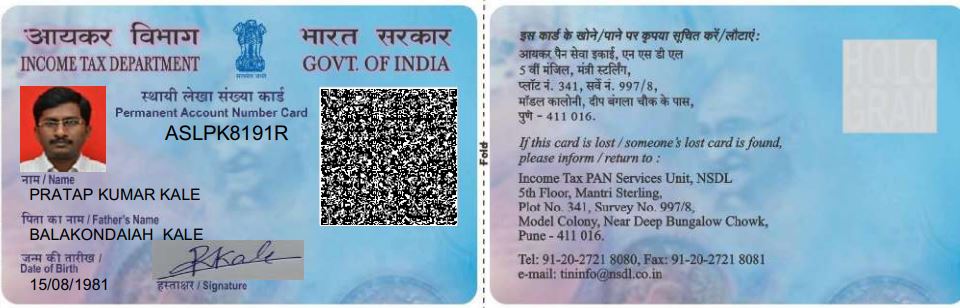 आयकर विभाग
INCOME TAX DEPARTMENT
सत्यमेव जयते
भारत सरकार
GOVT. OF INDIA
स्थायी लेखा संख्या कार्ड
Permanent Account Number Card
ASLPK8191R
नाम / Name
PRATAP KUMAR KALE
पिता का नाम / Father's Name
BALAKONDAIAH KALE
जन्म की तारीख /
Date of Birth
15/08/1981
RKale
हस्ताक्षर / Signature
Fold
इस कार्ड के खोने/पाने पर कृपया सूचित करें/लौटाएं :
आयकर पैन सेवा इकाई, एन एस डी एल
5 वीं मंजिल, मंत्री स्टर्लिंग,
प्लॉट नं. 341, सर्वे नं. 997/8,
मॉडल कालोनी, दीप बंगला चौक के पास,
पुणे - 411 016.
If this card is lost / someone's lost card is found,
please inform / return to :
Income Tax PAN Services Unit, NSDL
5th Floor, Mantri Sterling,
Plot No. 341, Survey No. 997/8,
Model Colony, Near Deep Bungalow Chowk,
Pune - 411 016.
Tel: 91-20-2721 8080, Fax: 91-20-2721 8081
e-mail: tininfo@nsdl.co.in
HOLO
GRAM